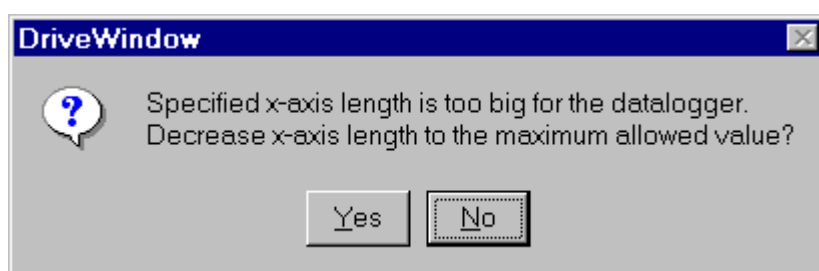 DriveWindow
Specified x-axis length is too big for the datalogger.
Decrease x-axis length to the maximum allowed value?
Yes No